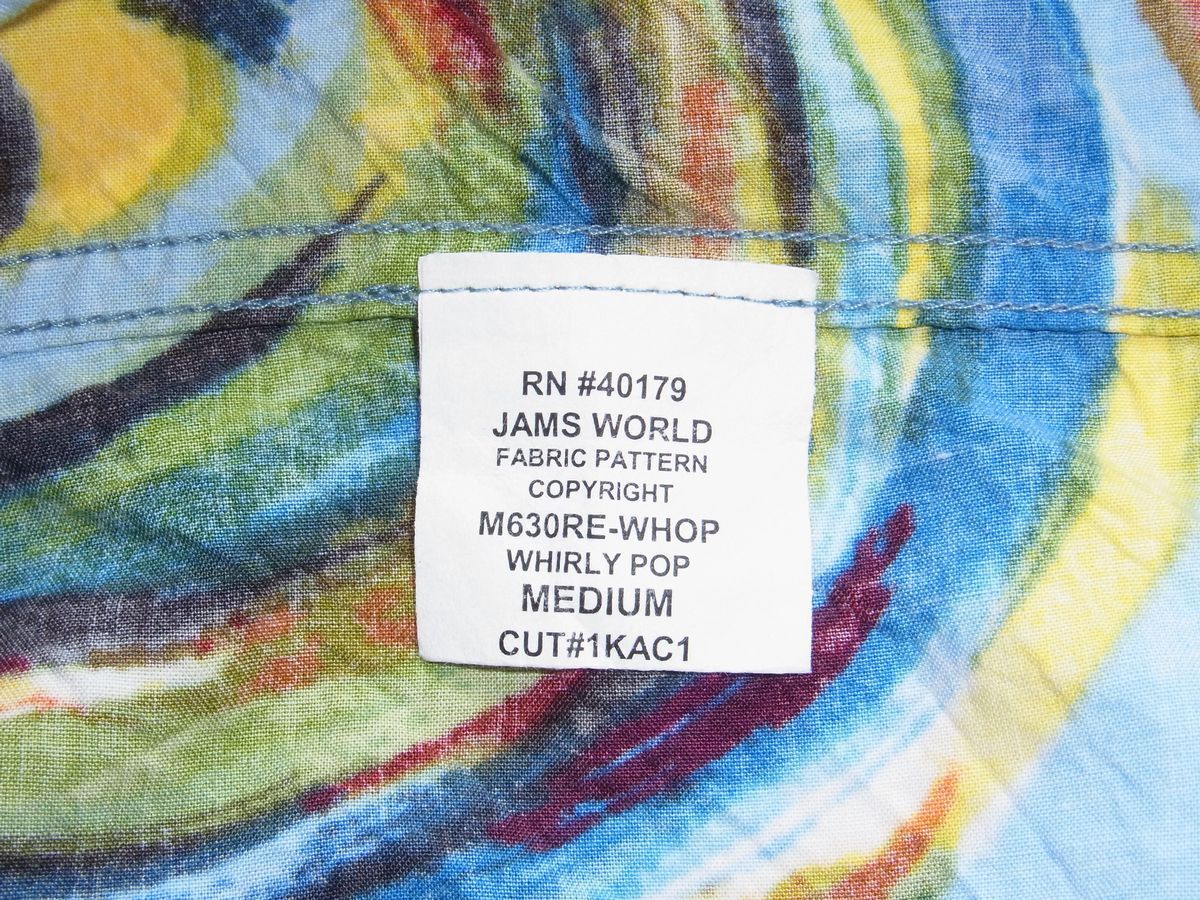 RN #40179
JAMS WORLD
FABRIC PATTERN
COPYRIGHT
M630RE-WHOP
WHIRLY POP
MEDIUM
CUT#1KAC1